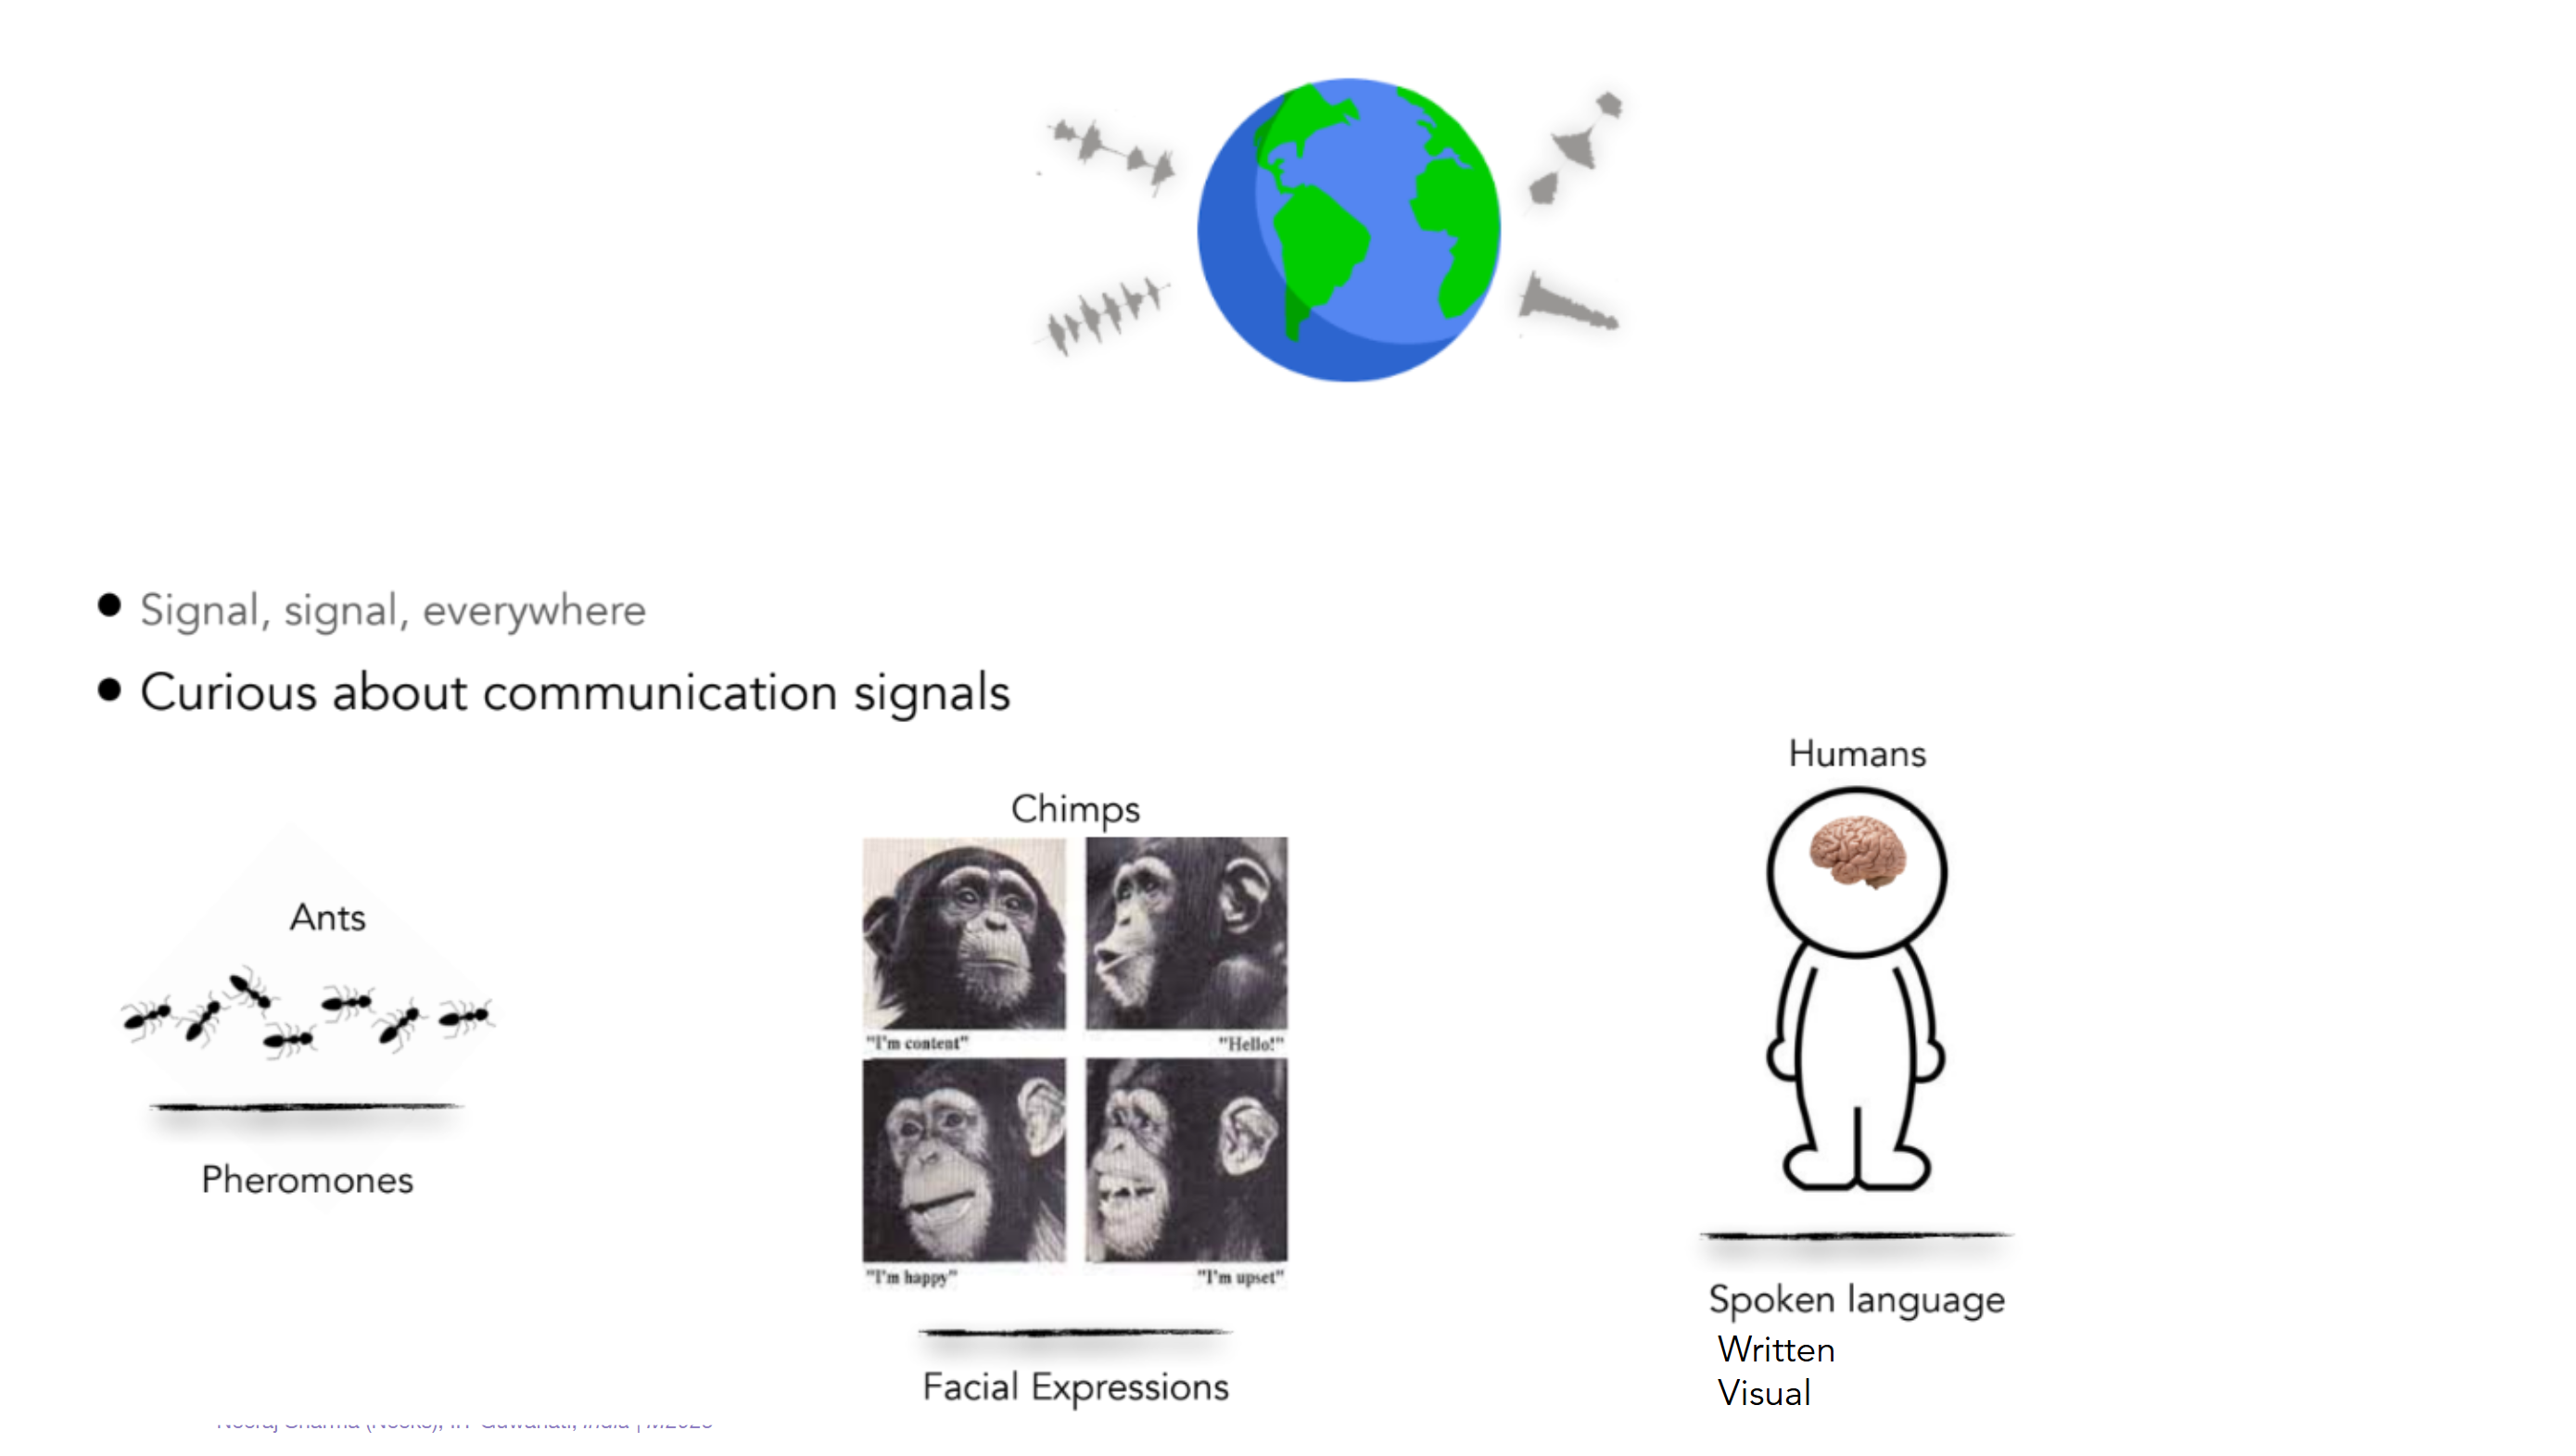 Signal, signal, everywhere
Curious about communication signals
Ants
Pheromones
Chimps
"I'm content"
"Hello!"
"I'm happy"
"I'm upset"
Facial Expressions
Humans
Spoken language
Written
Visual